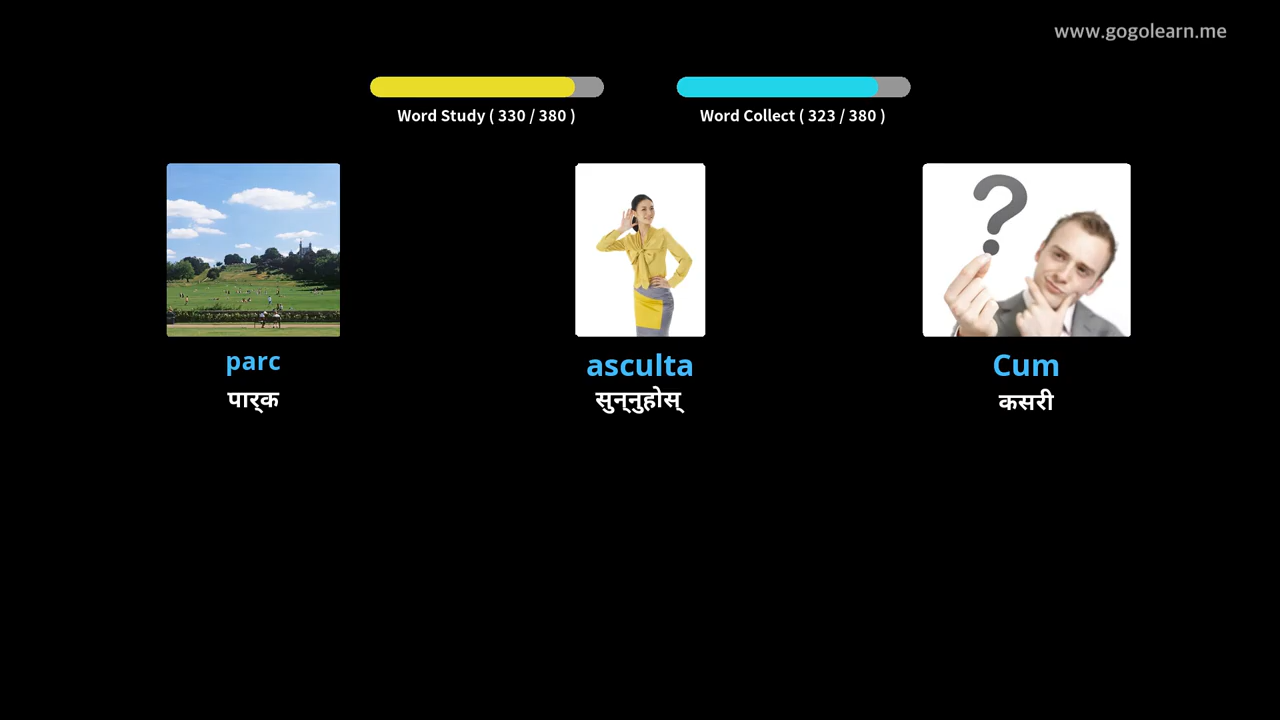 www.gogolearn.me
Word Study ( 330 / 380 )
Word Collect ( 323 / 380 )
parc
asculta
Cum
पार्क
सुन्नुहोस्
कसरी